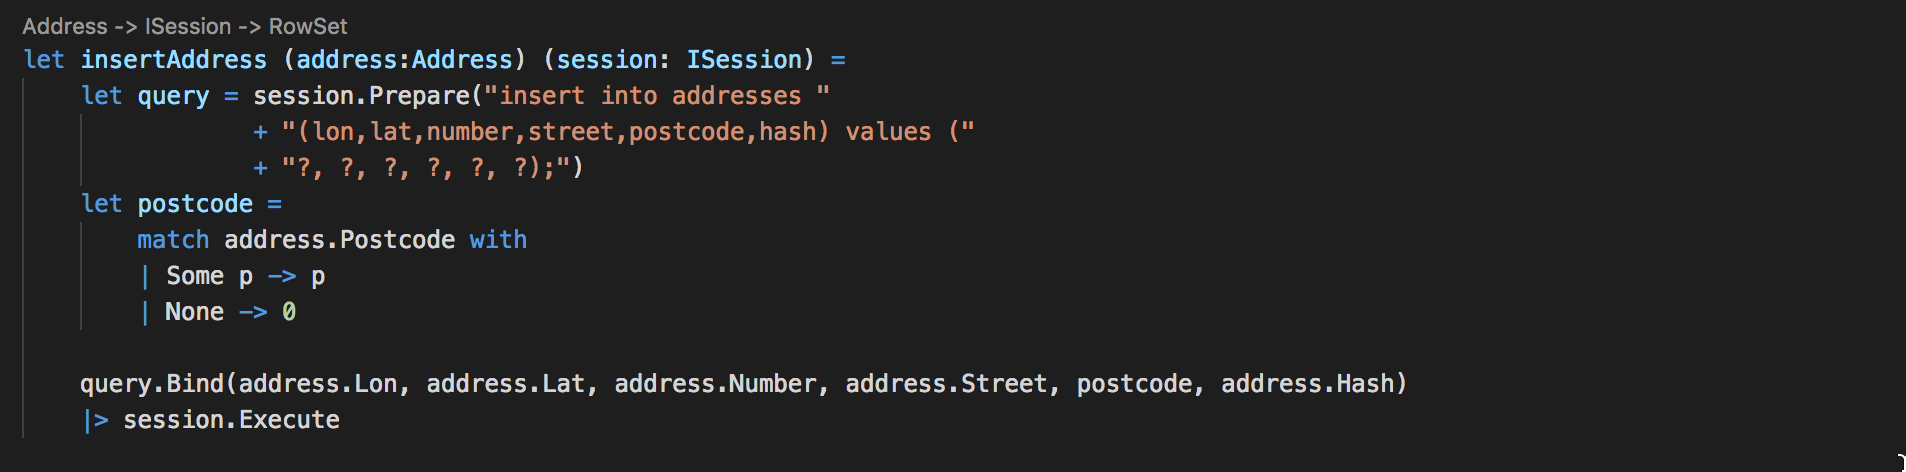 Address -> ISession -> RowSet
let insertAddress (address:Address) (session: ISession) =
let query = session.Prepare("insert into addresses "
+ "(lon,lat,number,street,postcode,hash) values ("
+ "?, ?, ?, ?, ?, ?);")
let postcode =
match address.Postcode with
| Some p -> p
| None -> 0
query.Bind(address.Lon, address.Lat, address.Number, address.Street, postcode, address.Hash)
|> session.Execute